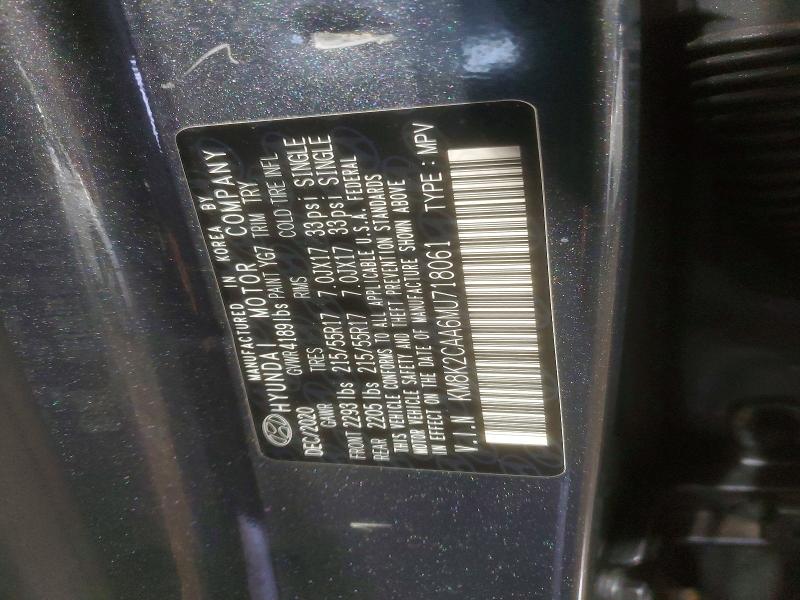 MANUFACTURED IN KOREA BY
HYUNDAI MOTOR COMPANY
DEC/2020 GVWR 4189 lbs PAINT YG7 TRIM TRY
GAWR TIRES RIMS COLD TIRE INFL
FRONT 2293 lbs 215/55R17 7.0JX17 33psi SINGLE
REAR 2205 lbs 215/55R17 7.0JX17 33psi SINGLE
THIS VEHICLE CONFORMS TO ALL APPLICABLE U.S.A. FEDERAL
MOTOR VEHICLE SAFETY AND THEFT PREVENTION STANDARDS
IN EFFECT ON THE DATE OF MANUFACTURE SHOWN ABOVE
V.I.N KM8K2CAA6MU718061 TYPE : MPV